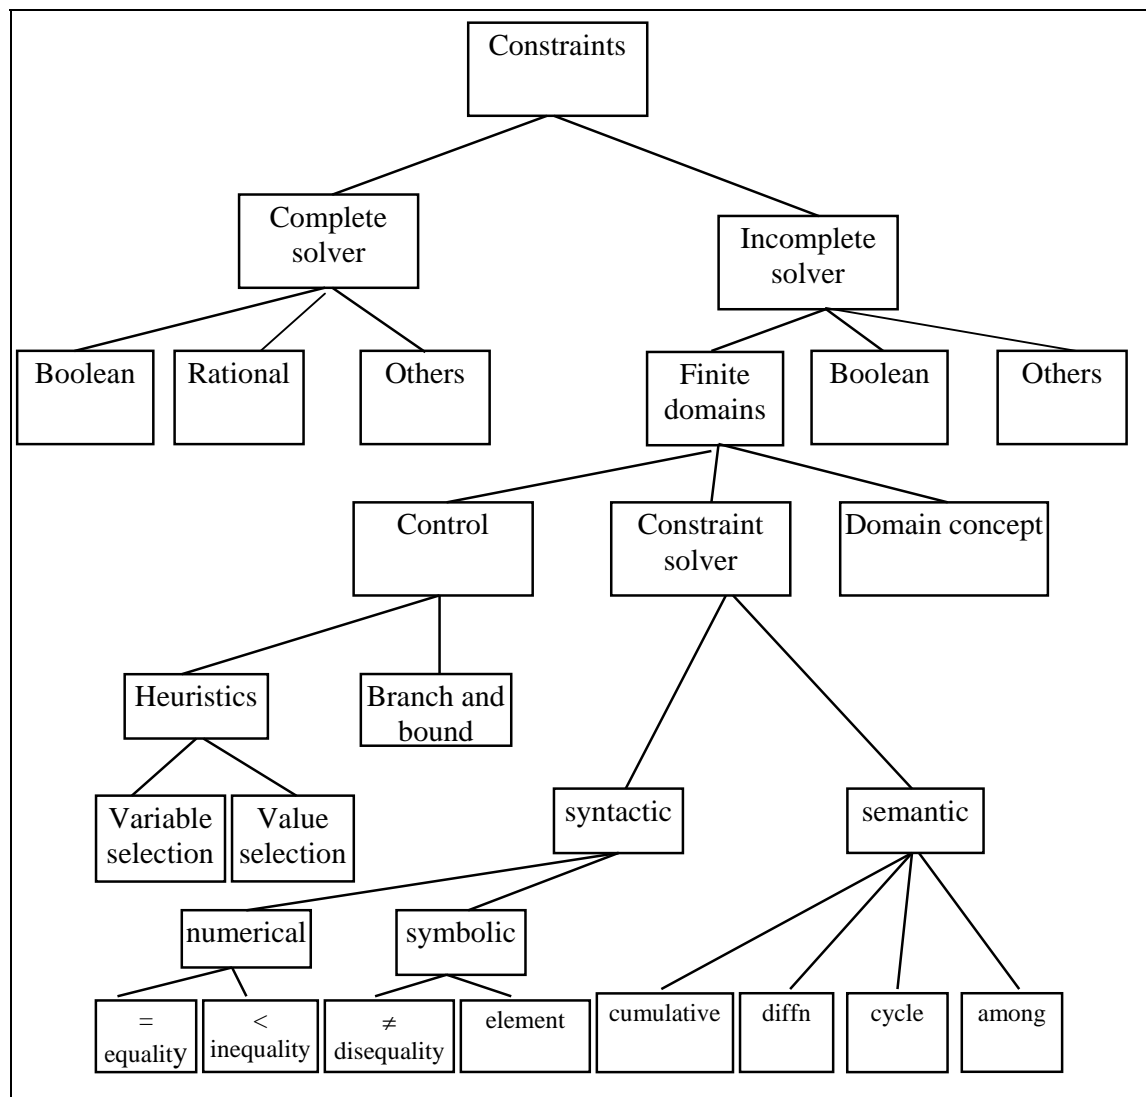 Constraints
Complete
solver
Incomplete
solver
Boolean
Rational
Others
Finite
domains
Boolean
Others
Control
Constraint
solver
Domain concept
Heuristics
Branch and
bound
Variable
selection
Value
selection
syntactic
semantic
numerical
symbolic
=
equality
<
inequality
≠
disequality
element
cumulative
diffn
cycle
among